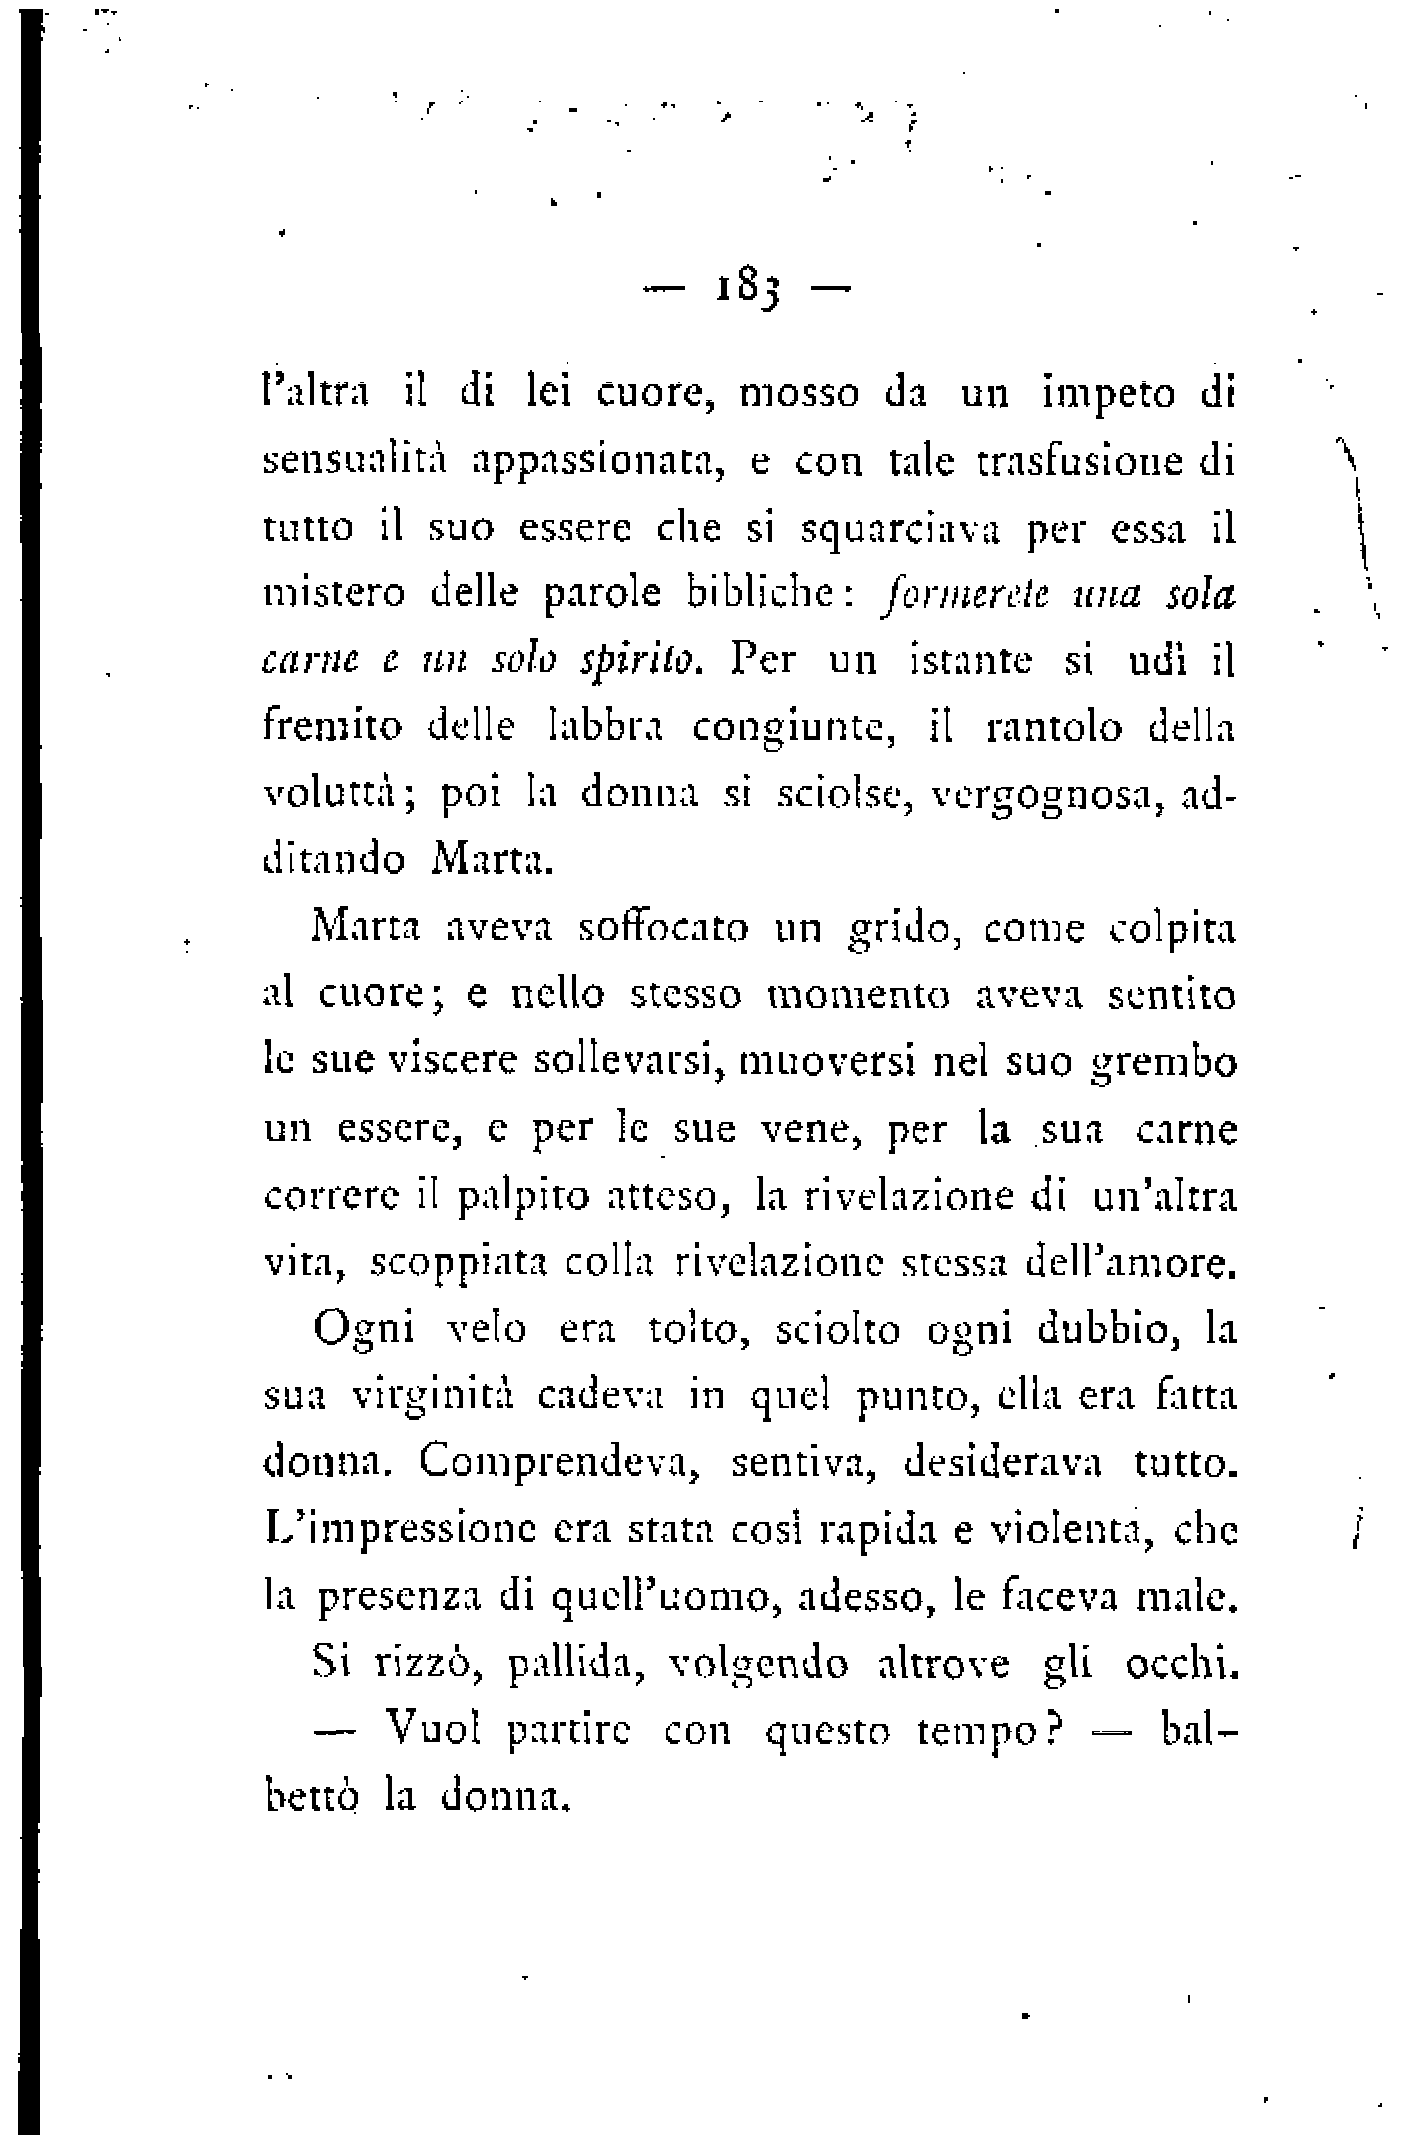 — 183 —
l'altra il di lei cuore, mosso da un impeto di
sensualità appassionata, e con tale trasfusione di
tutto il suo essere che si squarciava per essa il
mistero delle parole bibliche: formerete una sola
carne e un solo spirito. Per un istante si udì il
fremito delle labbra congiunte, il rantolo della
voluttà; poi la donna si sciolse, vergognosa, ad-
ditando Marta.
Marta aveva soffocato un grido, come colpita
al cuore; e nello stesso momento aveva sentito
le sue viscere sollevarsi, muoversi nel suo grembo
un essere, e per le sue vene, per la sua carne
correre il palpito atteso, la rivelazione di un'altra
vita, scoppiata colla rivelazione stessa dell'amore.
Ogni velo era tolto, sciolto ogni dubbio, la
sua virginità cadeva in quel punto, ella era fatta
donna. Comprendeva, sentiva, desiderava tutto.
L'impressione era stata così rapida e violenta, che
la presenza di quell'uomo, adesso, le faceva male.
Si rizzò, pallida, volgendo altrove gli occhi.
— Vuol partire con questo tempo? — bal-
bettò la donna.